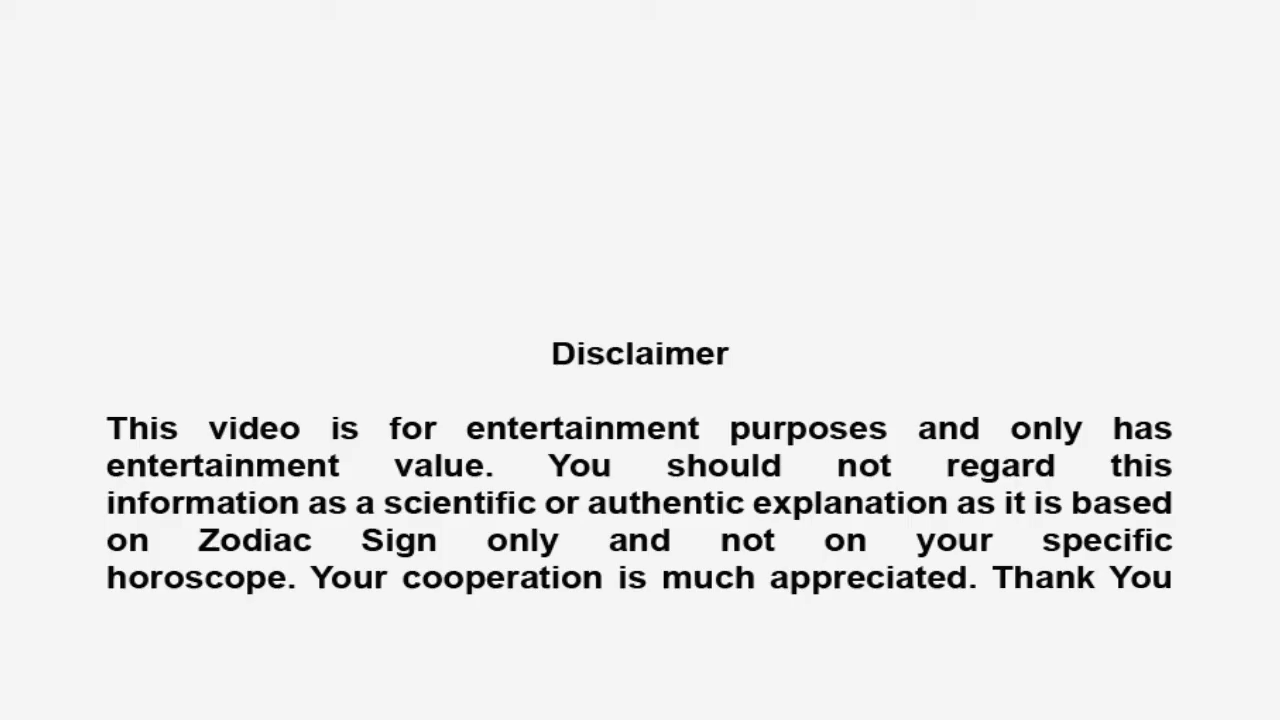 Disclaimer
This video is for entertainment purposes and only has
entertainment value. You should not regard this
information as a scientific or authentic explanation as it is based
on Zodiac Sign only and not on your specific
horoscope. Your cooperation is much appreciated. Thank You